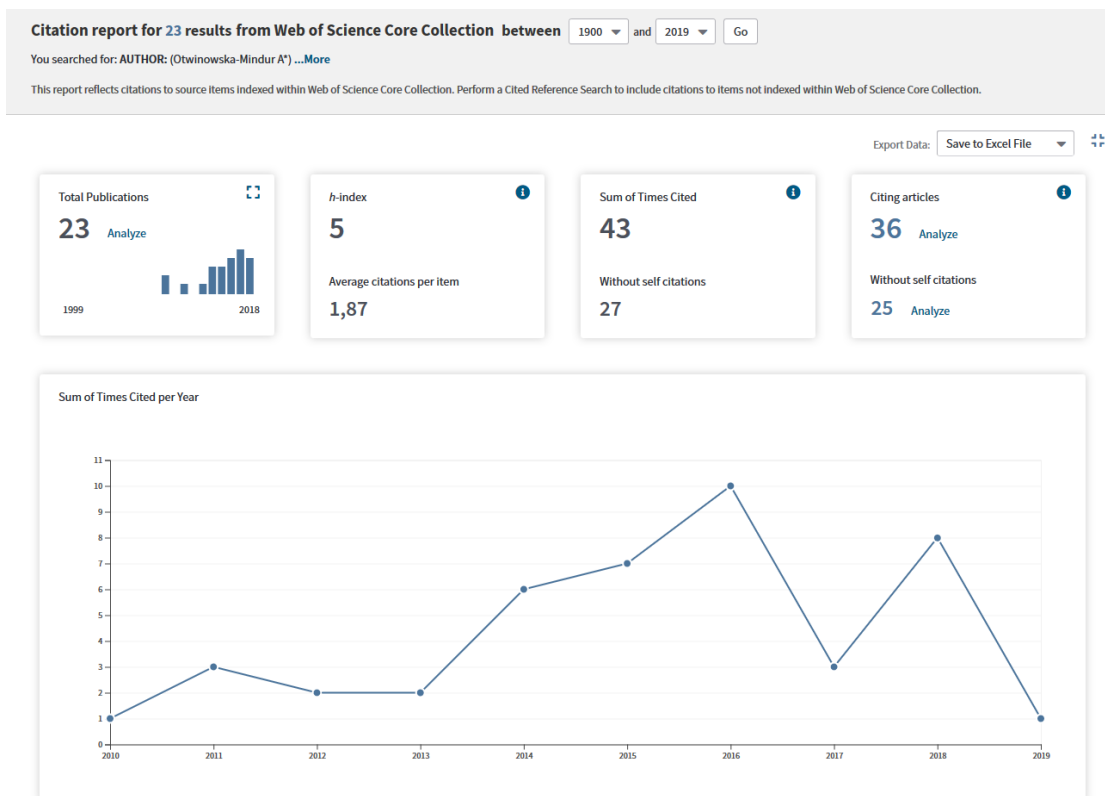 Citation report for 23 results from Web of Science Core Collection between 1900 and 2019 Go
You searched for: AUTHOR: (Otwinowska-Mindur A*) ...More
This report reflects citations to source items indexed within Web of Science Core Collection. Perform a Cited Reference Search to include citations to items not indexed within Web of Science Core Collection.
Export Data: Save to Excel File
Total Publications
23 Analyze
1999 2018
h-index
5
Average citations per item
1,87
Sum of Times Cited
43
Without self citations
27
Citing articles
36 Analyze
Without self citations
25 Analyze
Sum of Times Cited per Year
11
10
9
8
7
6
5
4
3
2
1
0
2010 2011 2012 2013 2014 2015 2016 2017 2018 2019